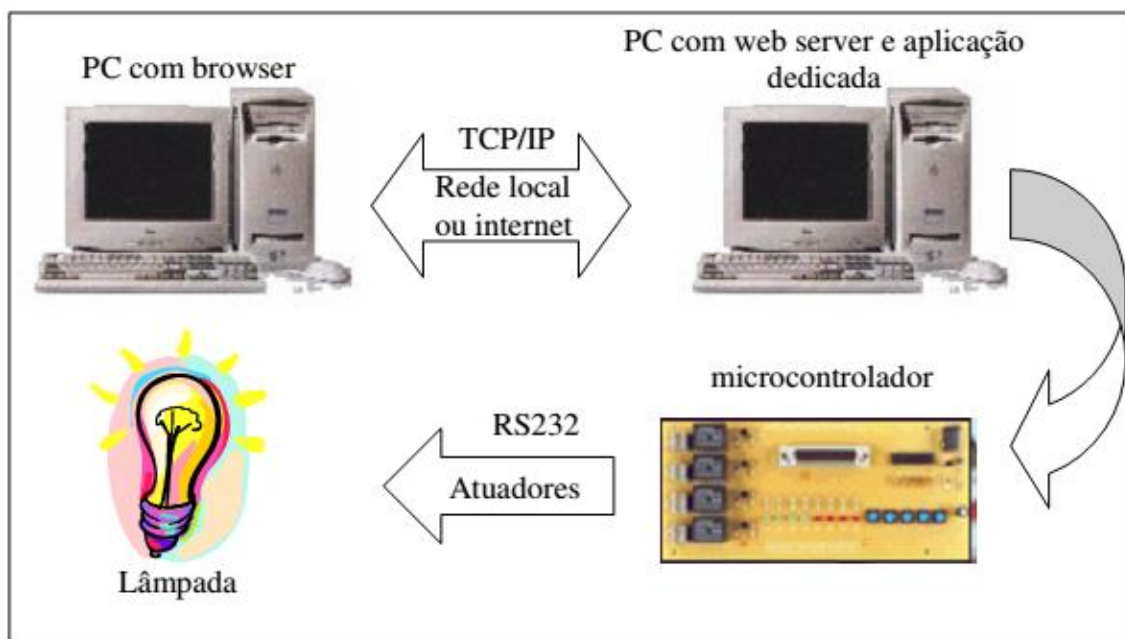 PC com browser
PC com web server e aplicação
dedicada
TCP/IP
Rede local
ou internet
microcontrolador
RS232
Atuadores
Lâmpada